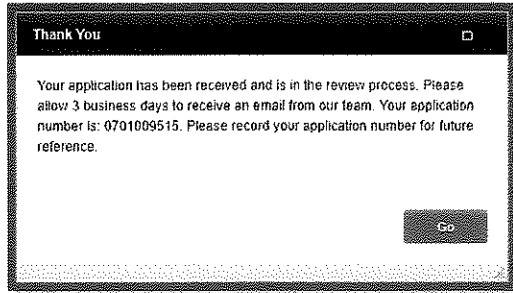 Thank You
Your application has been received and is in the review process. Please
allow 3 business days to receive an email from our team. Your application
number is: 0701009515. Please record your application number for future
reference.
Go